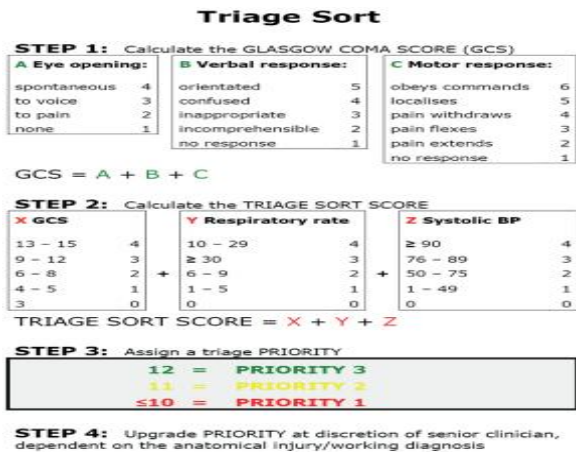 Triage Sort
STEP 1: Calculate the GLASGOW COMA SCORE (GCS)
A Eye opening:
spontaneous 4
to voice 3
to pain 2
none 1
B Verbal response:
orientated 5
confused 4
inappropriate 3
incomprehensible 2
no response 1
C Motor response:
obeys commands 6
localises 5
pain withdraws 4
pain flexes 3
pain extends 2
no response 1
GCS = A + B + C
STEP 2: Calculate the TRIAGE SORT SCORE
X GCS
13 – 15 4
9 – 12 3
6 – 8 2
4 – 5 1
3 0
+
Y Respiratory rate
10 – 29 4
≥ 30 3
6 – 9 2
1 – 5 1
0 0
+
Z Systolic BP
≥ 90 4
76 – 89 3
50 – 75 2
1 – 49 1
0 0
TRIAGE SORT SCORE = X + Y + Z
STEP 3: Assign a triage PRIORITY
12 = PRIORITY 3
11 = PRIORITY 2
≤10 = PRIORITY 1
STEP 4: Upgrade PRIORITY at discretion of senior clinician,
dependent on the anatomical injury/working diagnosis